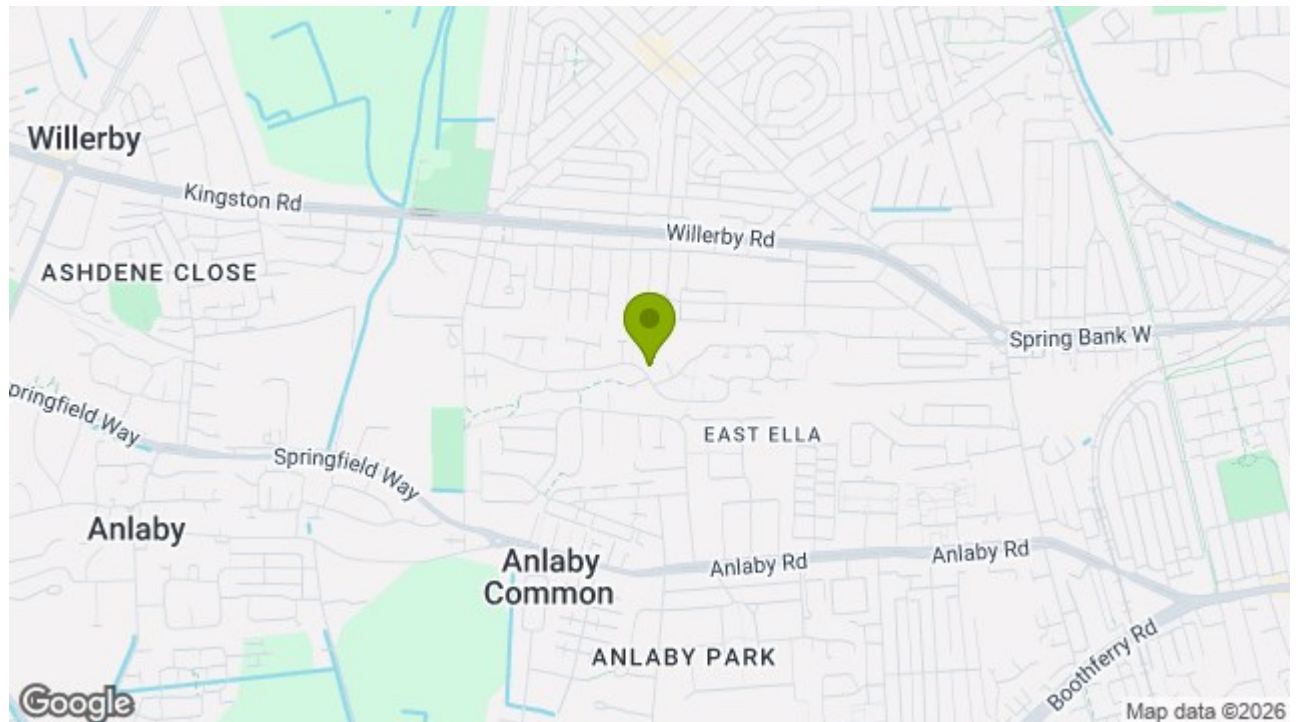 Willerby
Kingston Rd
Willerby Rd
ASHDENE CLOSE
Spring Bank W
pringfield Way
EAST ELLA
Springfield Way
Anlaby
Anlaby
Common
Anlaby Rd
Anlaby Rd
ANLABY PARK
Boothferry Rd
Google
Map data ©2026